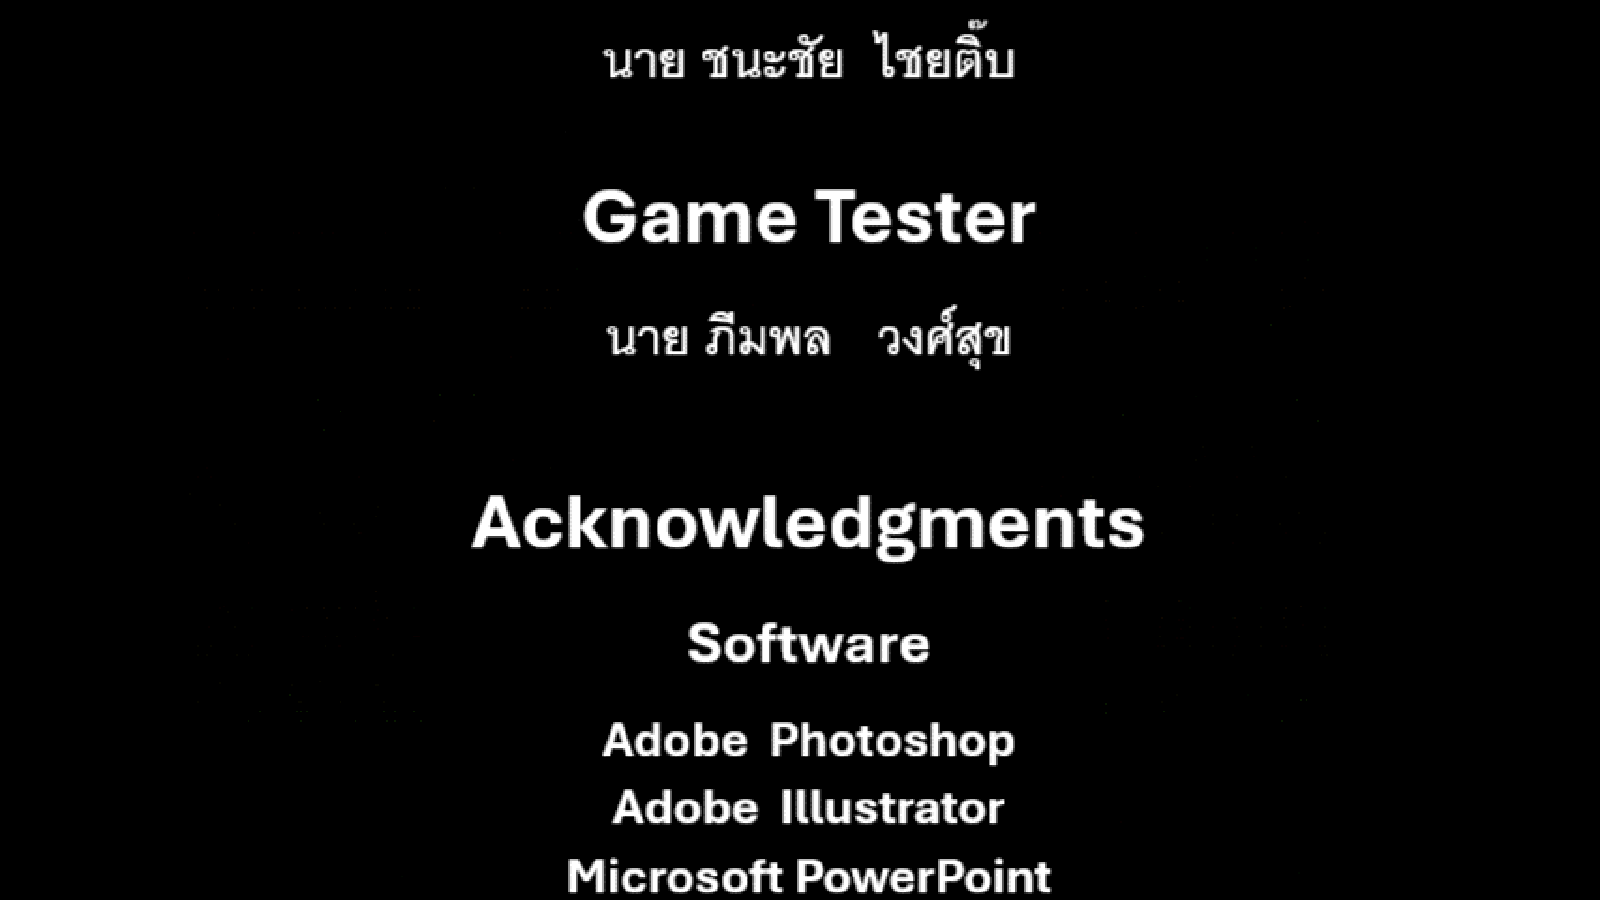 นาย ชนะชัย ไชยติ๊บ
Game Tester
นาย ภีมพล วงศ์สุข
Acknowledgments
Software
Adobe Photoshop
Adobe Illustrator
Microsoft PowerPoint